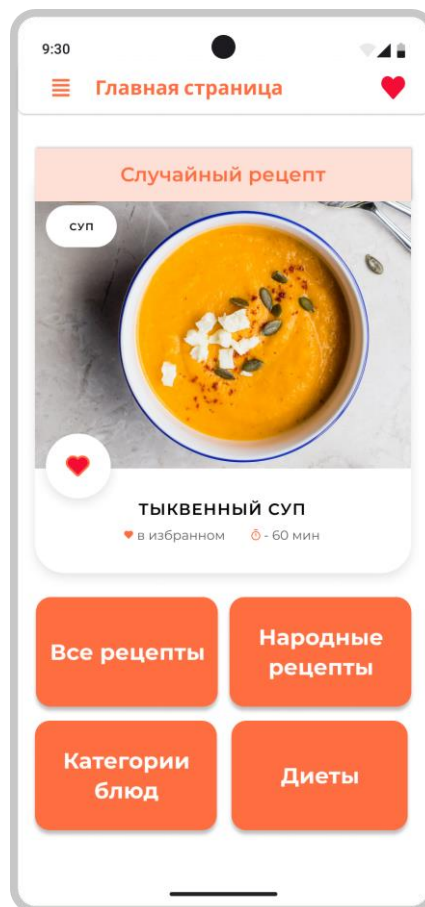 9:30
Главная страница
Случайный рецепт
СУП
ТЫКВЕННЫЙ СУП
в избранном - 60 мин
Все рецепты
Народные
рецепты
Категории
блюд
Диеты